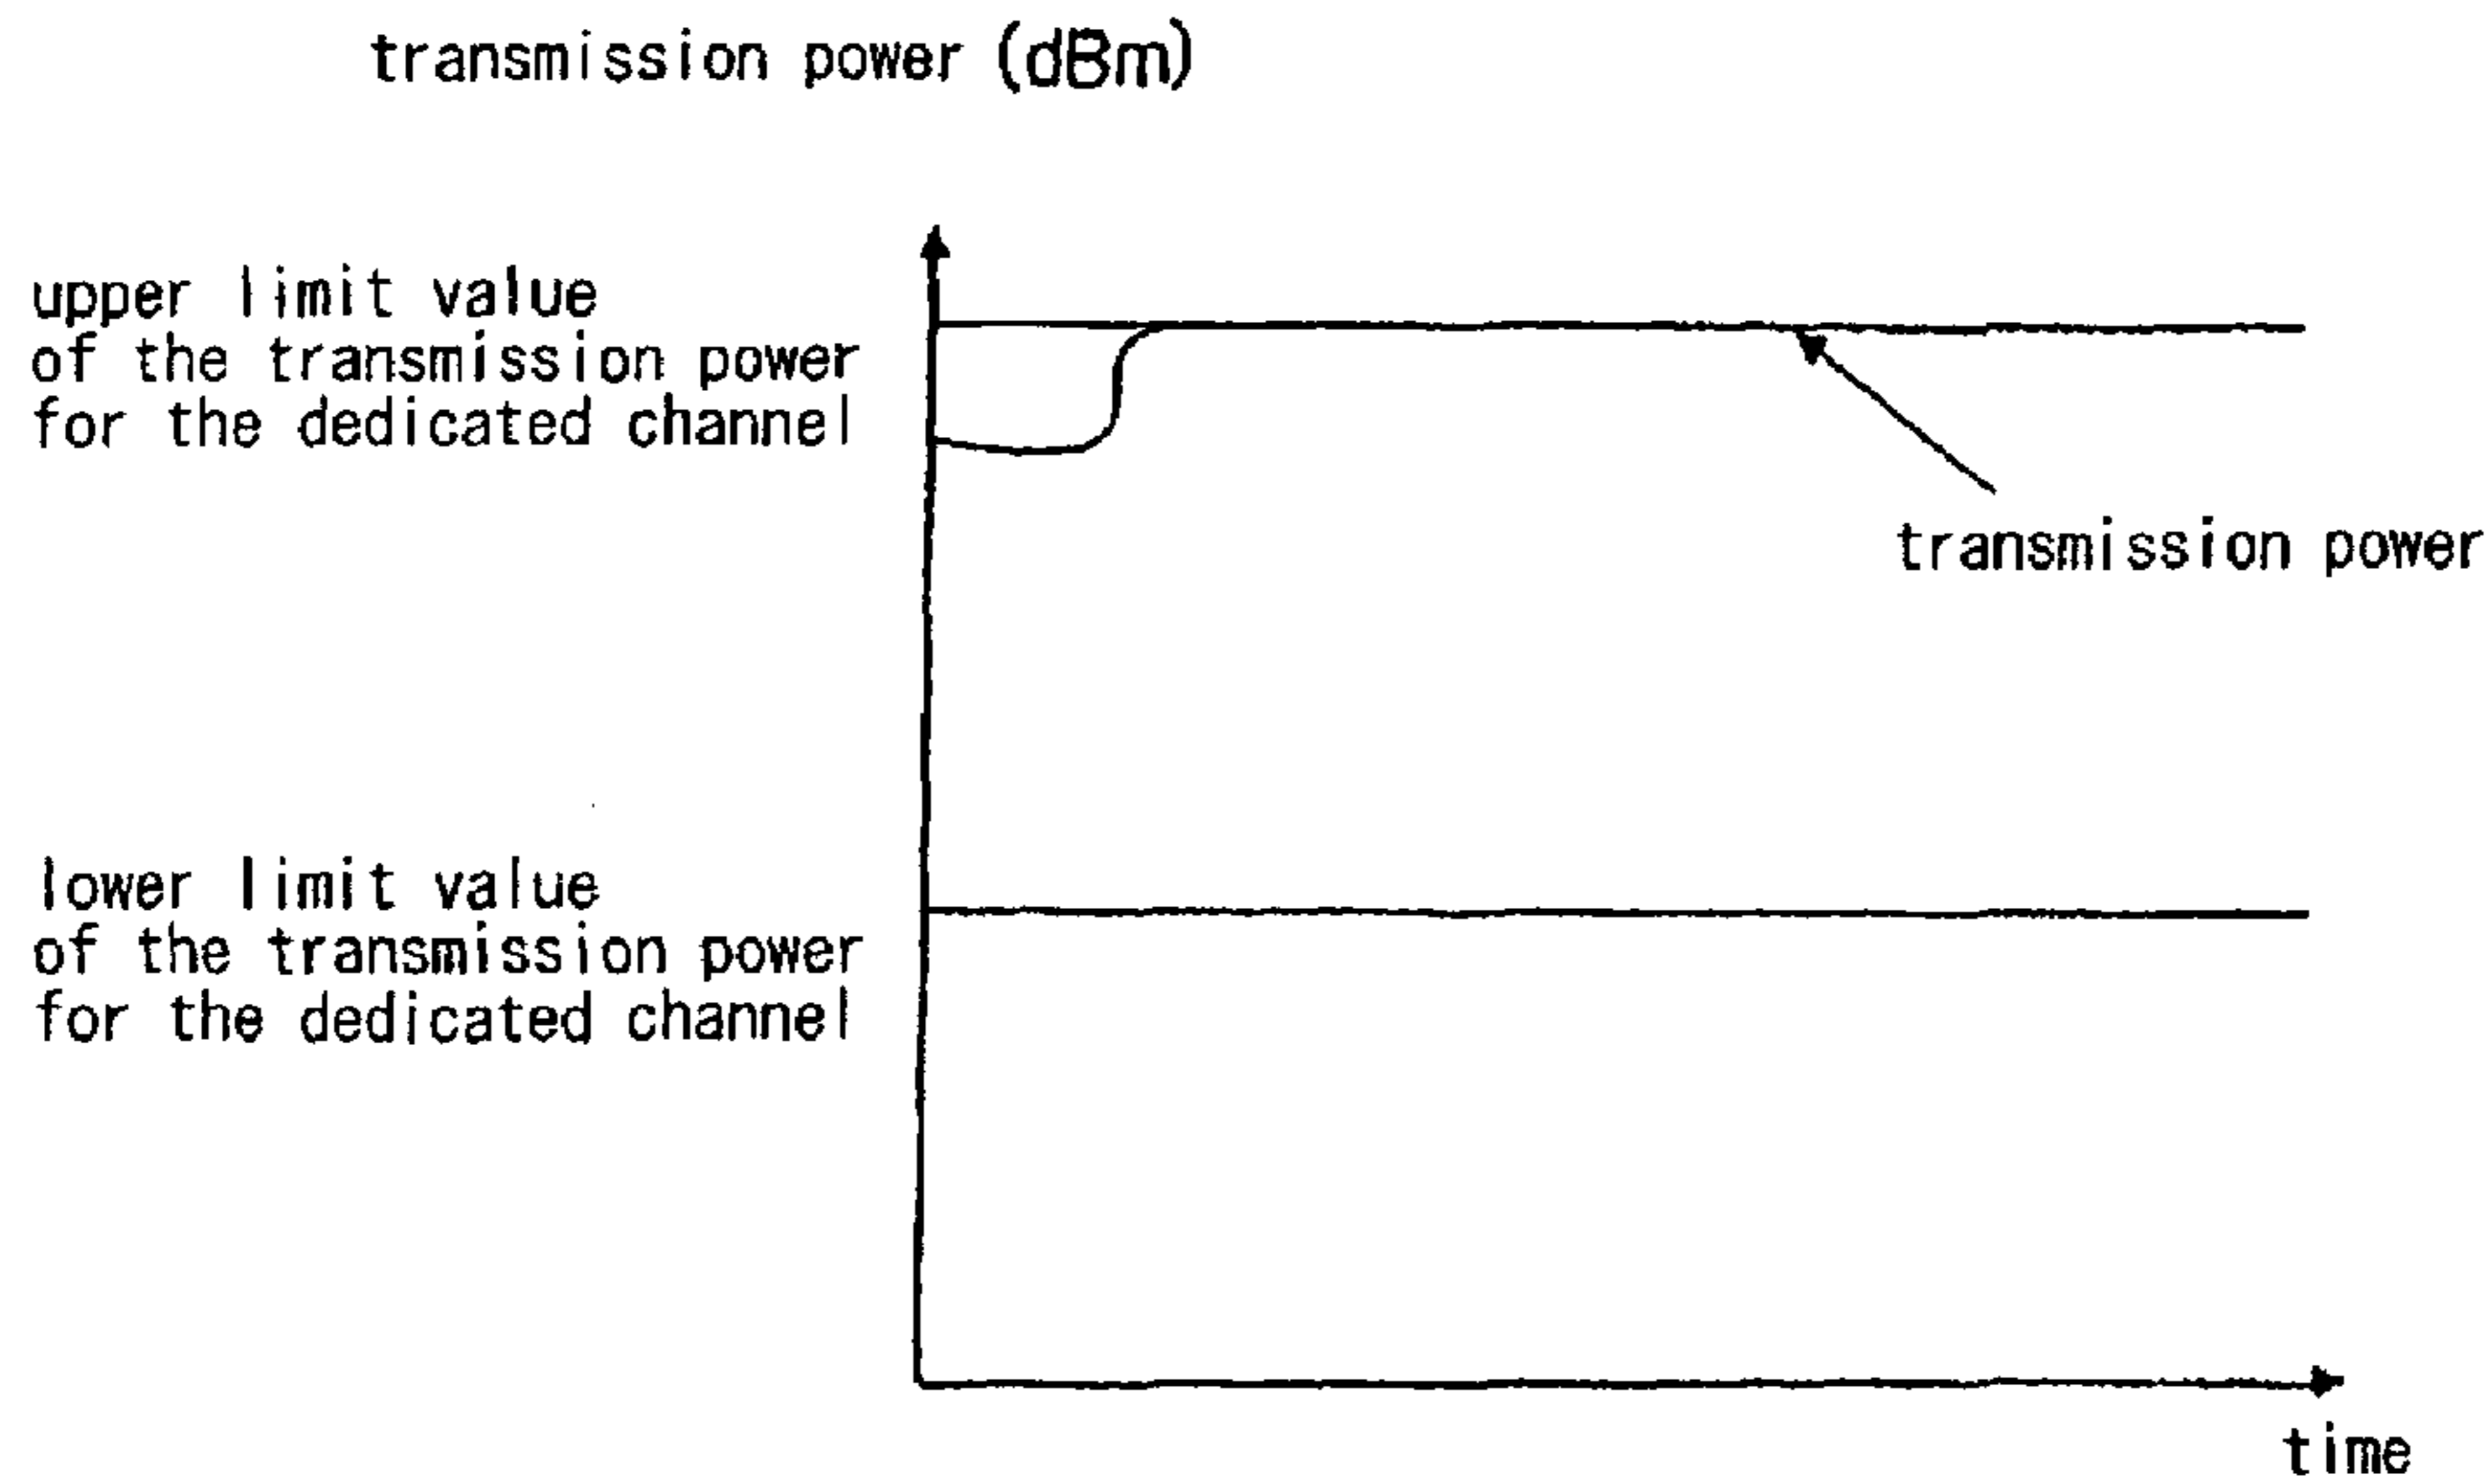 transmission power (dBm)
upper limit value
of the transmission power
for the dedicated channel
transmission power
lower limit value
of the transmission power
for the dedicated channel
time